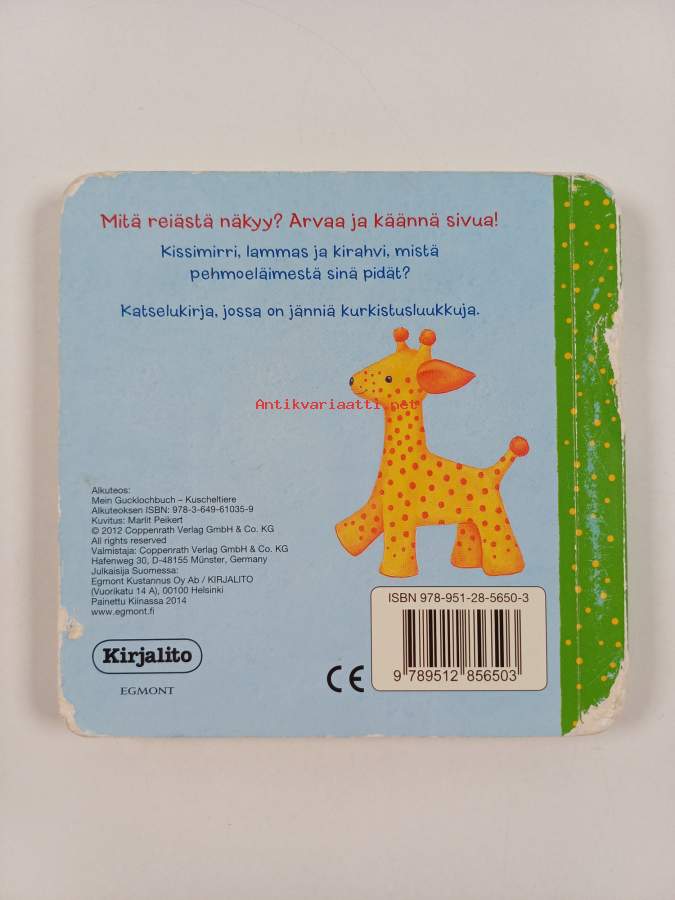 Mitä reiästä näkyy? Arvaa ja käännä sivua!
Kissimirri, lammas ja kirahvi, mistä
pehmoeläimestä sinä pidät?
Katselukirja, jossa on jänniä kurkistusluukkuja.
Antikvariaatti.net
Alkuteos:
Mein Gucklochbuch – Kuscheltiere
Alkuteoksen ISBN: 978-3-649-61035-9
Kuvitus: Marlit Peikert
© 2012 Coppenrath Verlag GmbH & Co. KG
All rights reserved
Valmistaja: Coppenrath Verlag GmbH & Co. KG
Hafenweg 30, D-48155 Münster, Germany
Julkaisija Suomessa:
Egmont Kustannus Oy Ab / KIRJALITO
(Vuorikatu 14 A), 00100 Helsinki
Painettu Kiinassa 2014
www.egmont.fi
Kirjalito
EGMONT
CE
ISBN 978-951-28-5650-3
9 789512 856503